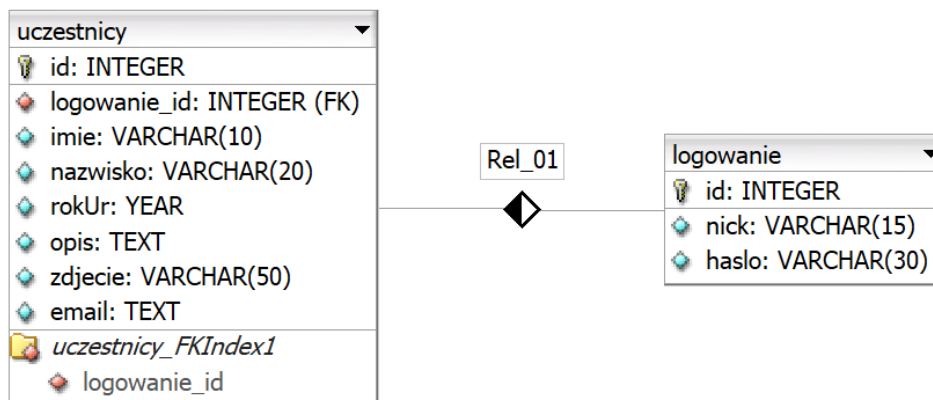 uczestnicy
id: INTEGER
logowanie_id: INTEGER (FK)
imie: VARCHAR(10)
nazwisko: VARCHAR(20)
rokUr: YEAR
opis: TEXT
zdjecie: VARCHAR(50)
email: TEXT
uczestnicy_FKIndex1
logowanie_id
Rel_01
logowanie
id: INTEGER
nick: VARCHAR(15)
haslo: VARCHAR(30)